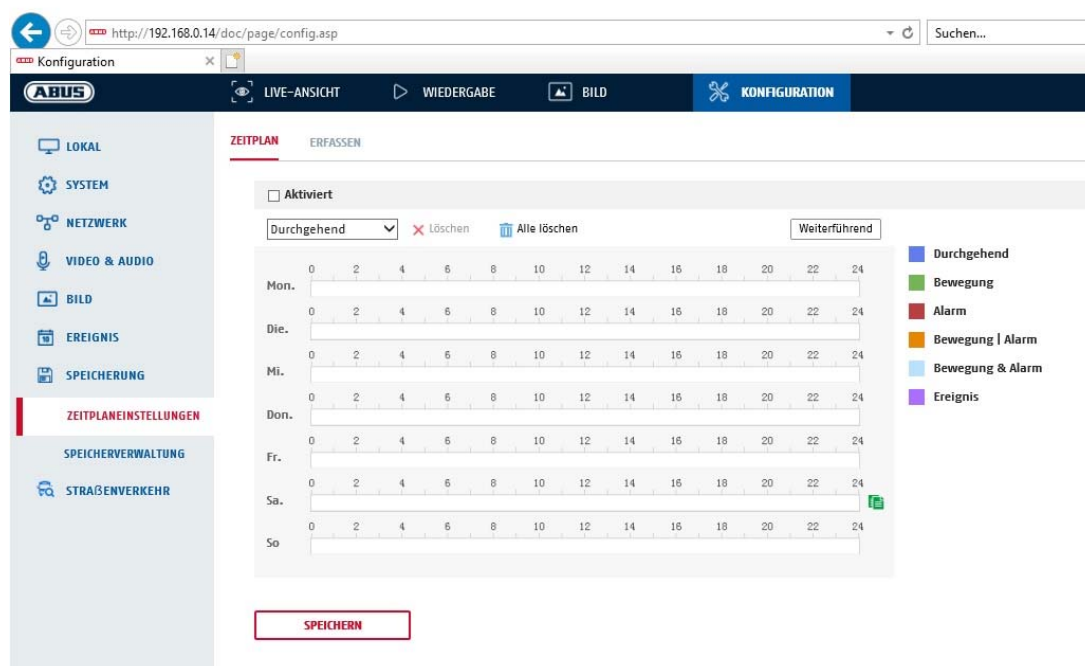 http://192.168.0.14/doc/page/config.asp
Suchen...
Konfiguration
ABUS
LIVE-ANSICHT
WIEDERGABE
BILD
KONFIGURATION
LOKAL
SYSTEM
NETZWERK
VIDEO & AUDIO
BILD
EREIGNIS
SPEICHERUNG
ZEITPLANEINSTELLUNGEN
SPEICHERVERWALTUNG
STRAßENVERKEHR
ZEITPLAN ERFASSEN
Aktiviert
Durchgehend Löschen Alle löschen Weiterführend
0 2 4 6 8 10 12 14 16 18 20 22 24
Mon.
0 2 4 6 8 10 12 14 16 18 20 22 24
Die.
0 2 4 6 8 10 12 14 16 18 20 22 24
Mi.
0 2 4 6 8 10 12 14 16 18 20 22 24
Don.
0 2 4 6 8 10 12 14 16 18 20 22 24
Fr.
0 2 4 6 8 10 12 14 16 18 20 22 24
Sa.
0 2 4 6 8 10 12 14 16 18 20 22 24
So
Durchgehend
Bewegung
Alarm
Bewegung | Alarm
Bewegung & Alarm
Ereignis
SPEICHERN